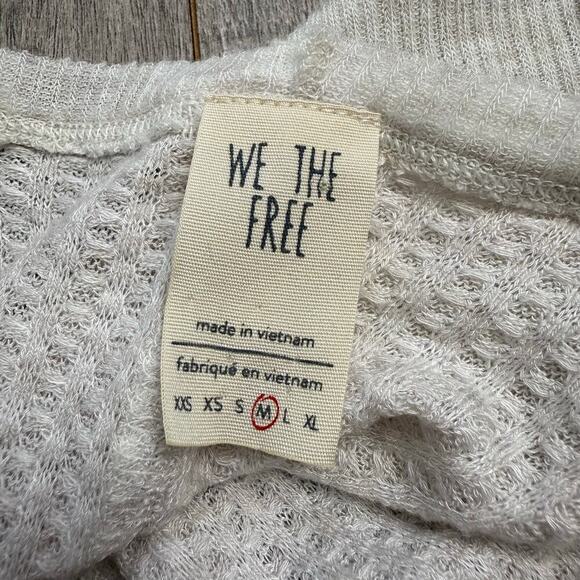 WE THE
FREE
made in vietnam
fabriqué en vietnam
XXS XS S M L XL